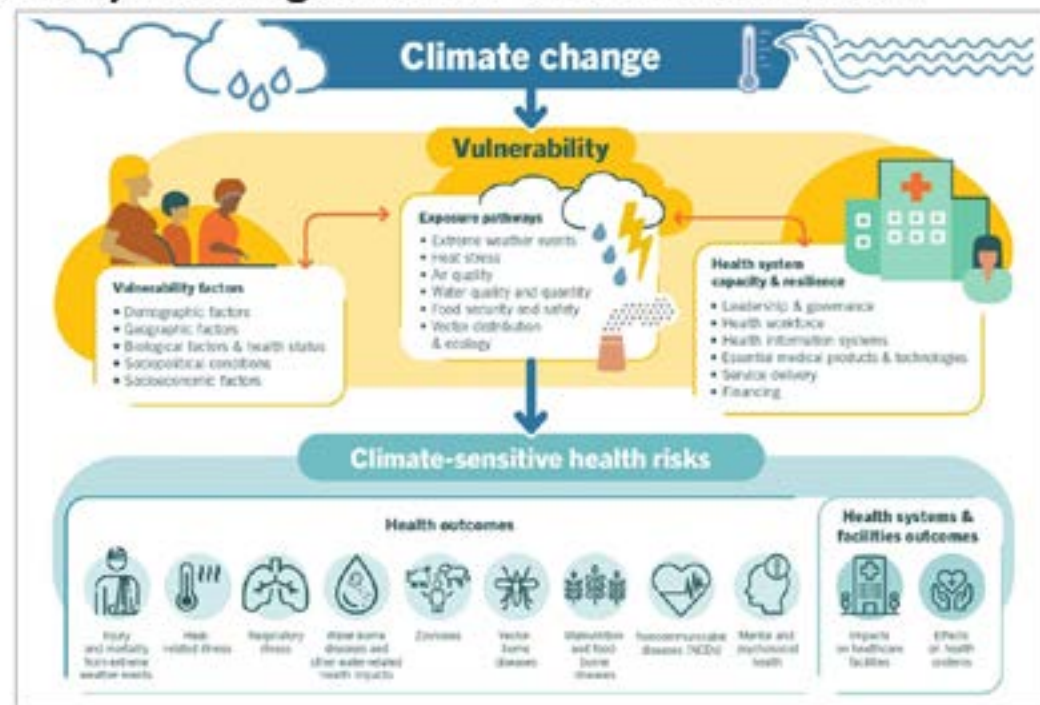 Climate change
Vulnerability
Exposure pathways
• Extreme weather events
• Heat stress
• Air quality
• Water quality and quantity
• Food security and safety
• Vector distribution
& ecology
Vulnerability factors
• Demographic factors
• Geographic factors
• Biological factors & health status
• Sociopolitical conditions
• Socioeconomic factors
Health system
capacity & resilience
• Leadership & governance
• Health workforce
• Health information systems
• Essential medical products & technologies
• Service delivery
• Financing
Climate-sensitive health risks
Health outcomes
Injury
and mortality
from extreme
weather events
Heat-
related illness
Respiratory
illness
Water-borne
diseases and
other water-related
health impacts
Zoonoses
Vector-
borne
diseases
Malnutrition
and food-
borne
diseases
Noncommunicable
diseases (NCDs)
Mental and
psychosocial
health
Health systems &
facilities outcomes
Impacts
on healthcare
facilities
Effects
on health
systems